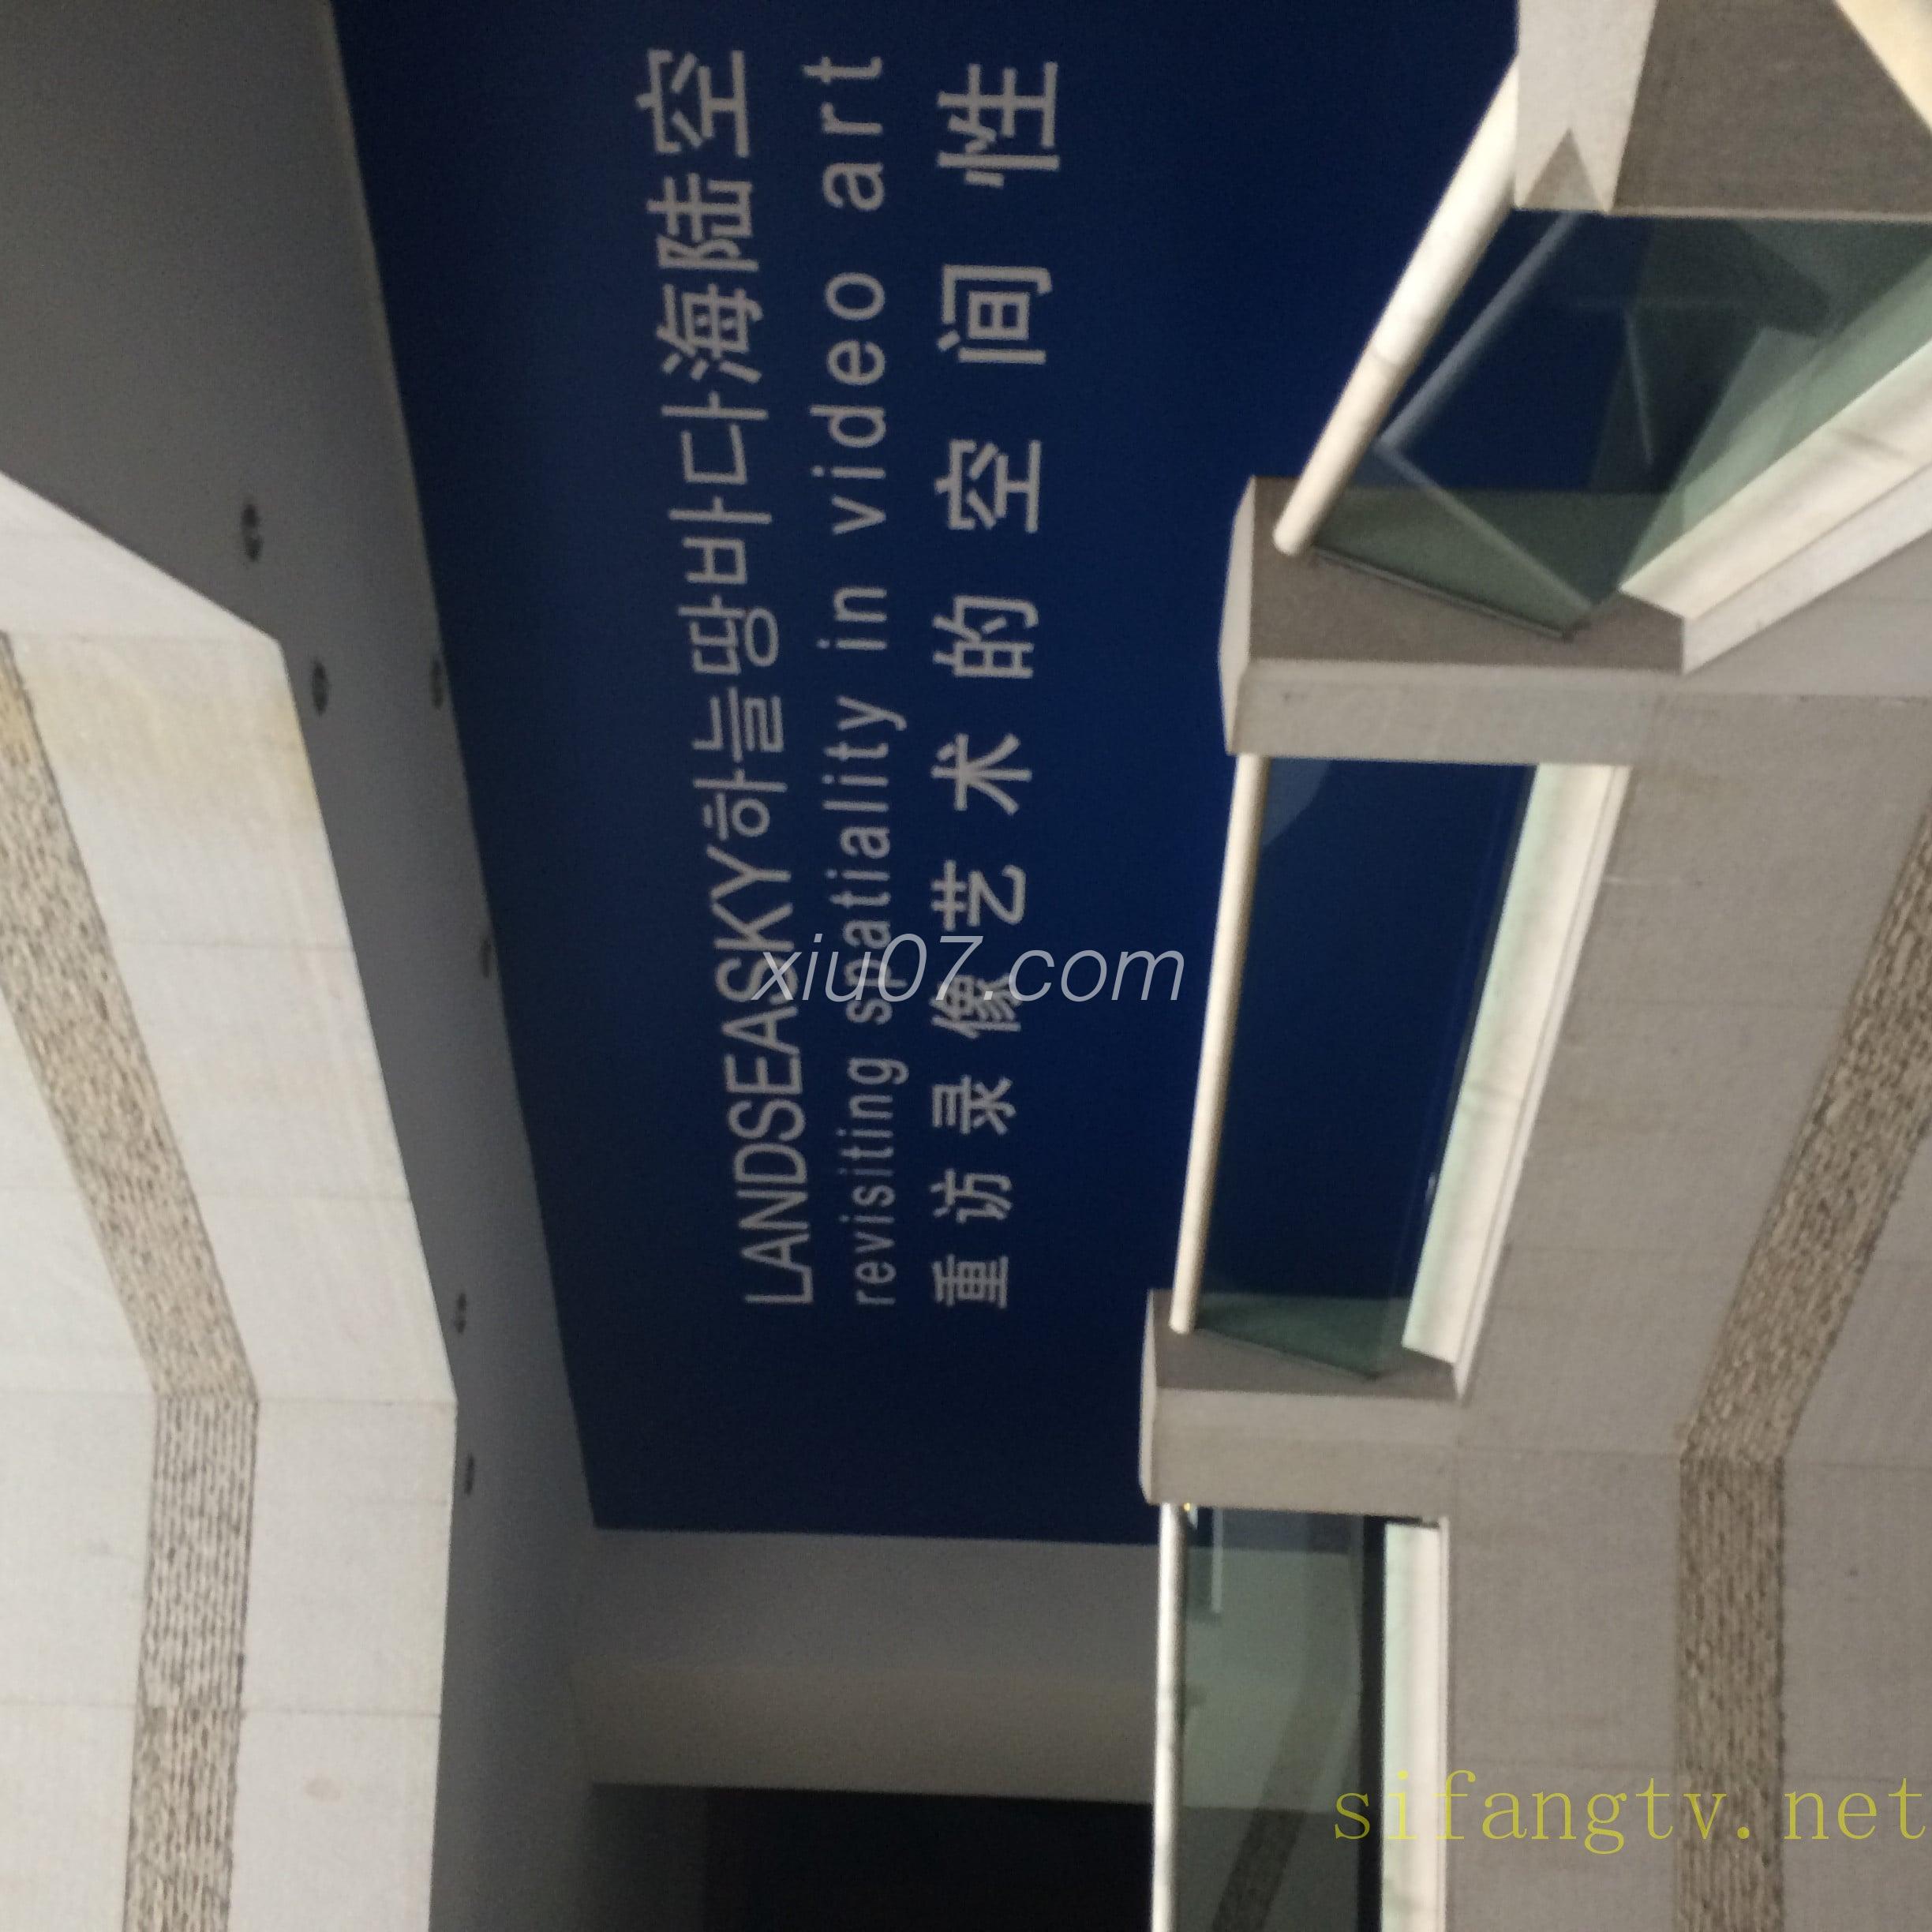 LANDSEASKY하늘땅바다海陆空
revisiting spatiality in video art
重访录像艺术的空间性
xiu07.com
sifangtv.net